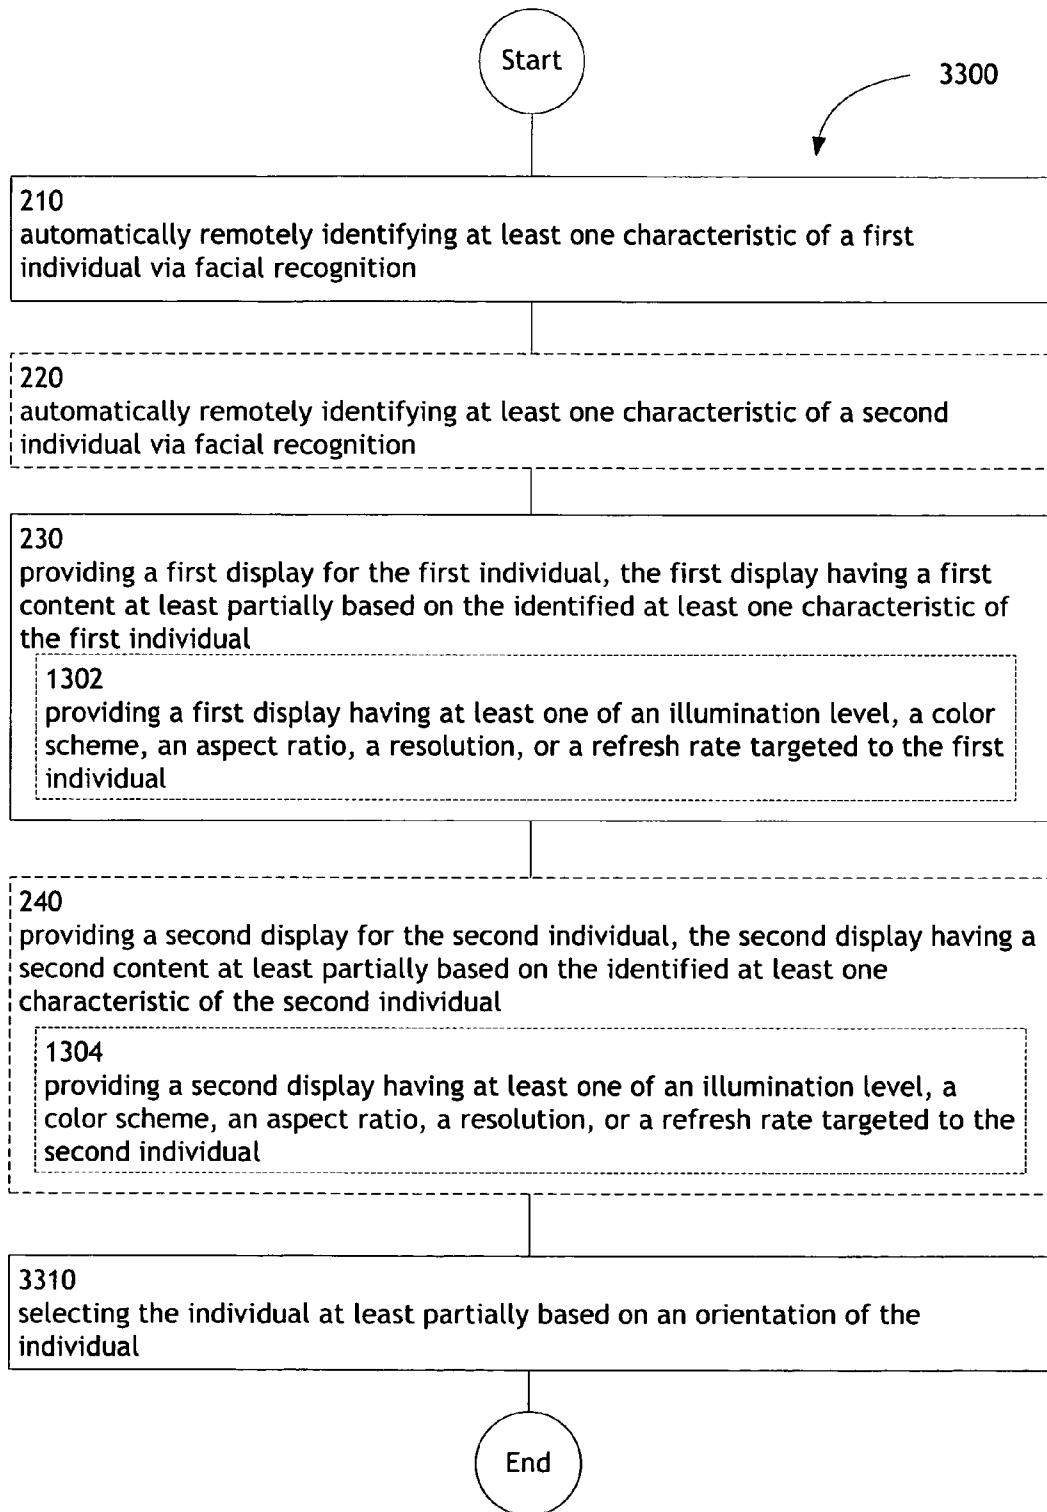 Start
3300
210
automatically remotely identifying at least one characteristic of a first
individual via facial recognition
220
automatically remotely identifying at least one characteristic of a second
individual via facial recognition
230
providing a first display for the first individual, the first display having a first
content at least partially based on the identified at least one characteristic of
the first individual
1302
providing a first display having at least one of an illumination level, a color
scheme, an aspect ratio, a resolution, or a refresh rate targeted to the first
individual
240
providing a second display for the second individual, the second display having a
second content at least partially based on the identified at least one
characteristic of the second individual
1304
providing a second display having at least one of an illumination level, a
color scheme, an aspect ratio, a resolution, or a refresh rate targeted to the
second individual
3310
selecting the individual at least partially based on an orientation of the
individual
End